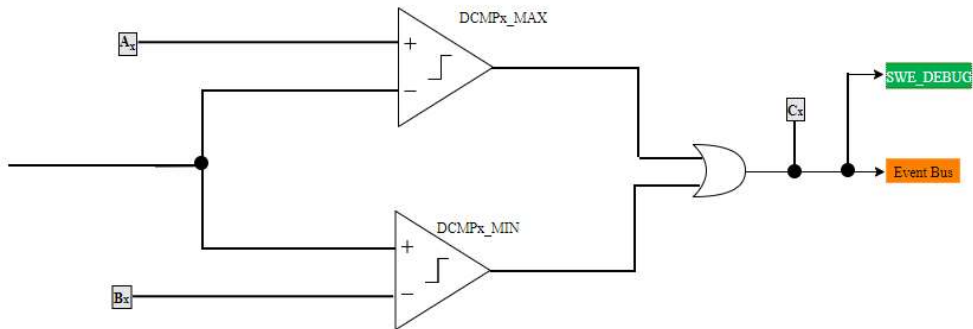 DCMPx_MAX
Ax
+
−
SWE_DEBUG
Cx
Event Bus
DCMPx_MIN
+
−
Bx